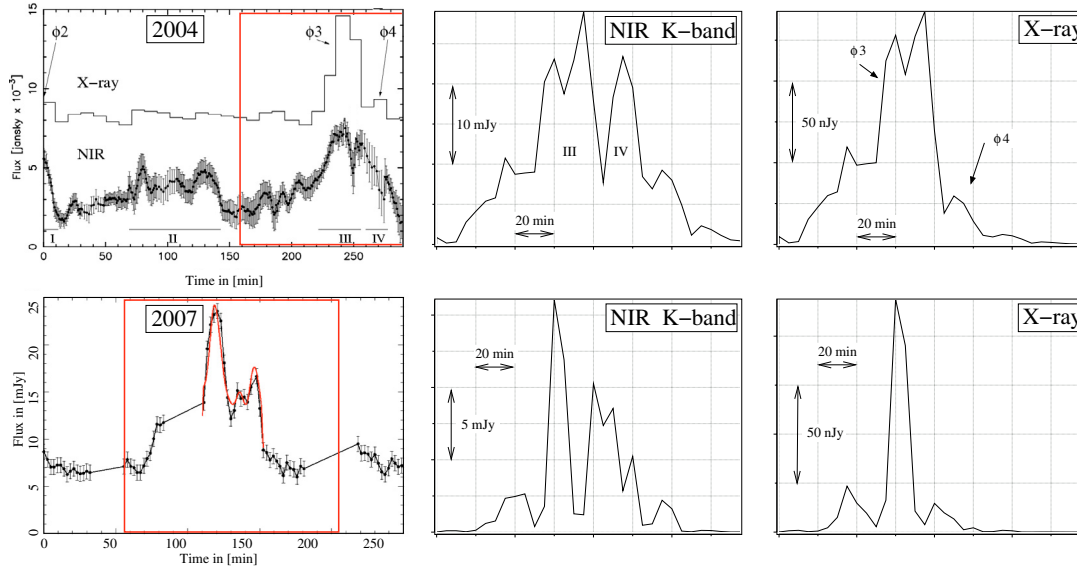 2004
φ2
φ3
φ4
X-ray
NIR
I
II
III
IV
Flux [jansky × 10⁻³]
15
10
5
0
0
50
100
150
200
250
Time in [min]
NIR K-band
10 mJy
III
IV
20 min
X-ray
φ3
50 nJy
φ4
20 min
2007
Flux in [mJy]
25
20
15
10
5
0
0
50
100
150
200
250
Time in [min]
NIR K-band
20 min
5 mJy
X-ray
20 min
50 nJy